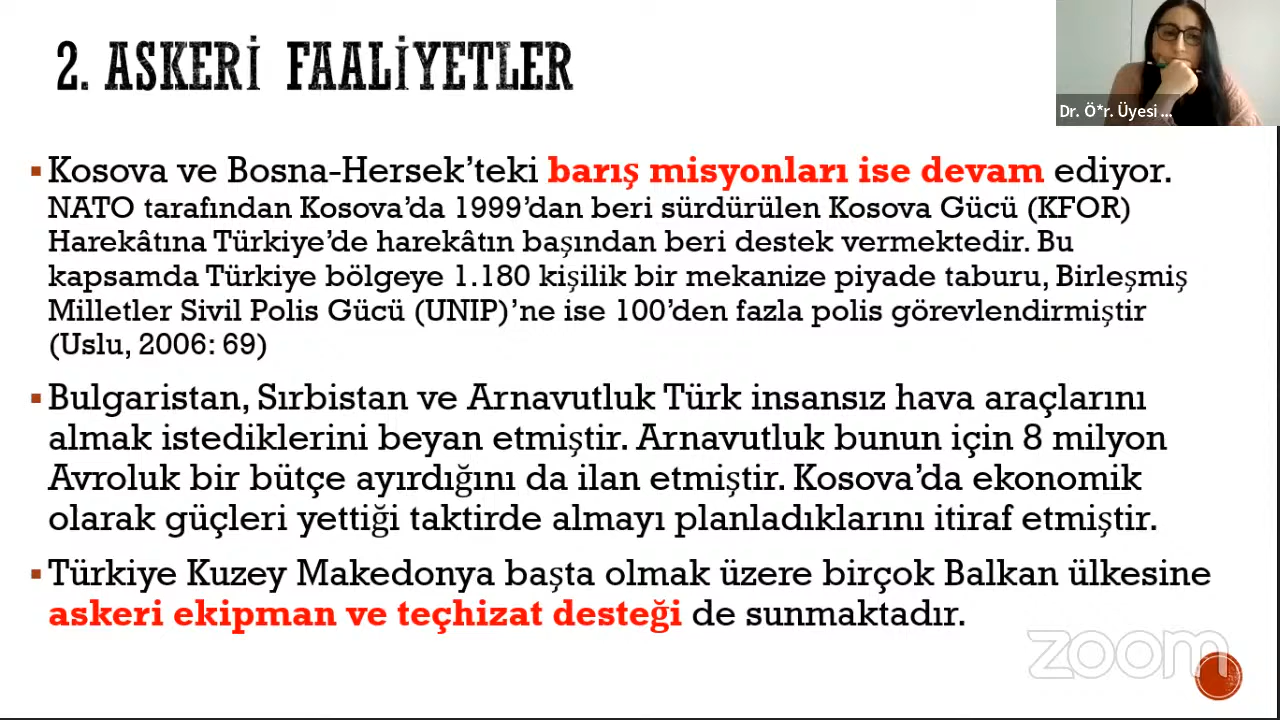 2. ASKERİ FAALİYETLER
Dr. Ö*r. Üyesi ...
▪Kosova ve Bosna-Hersek’teki barış misyonları ise devam ediyor.
NATO tarafından Kosova’da 1999’dan beri sürdürülen Kosova Gücü (KFOR)
Harekâtına Türkiye’de harekâtın başından beri destek vermektedir. Bu
kapsamda Türkiye bölgeye 1.180 kişilik bir mekanize piyade taburu, Birleşmiş
Milletler Sivil Polis Gücü (UNIP)’ne ise 100’den fazla polis görevlendirmiştir
(Uslu, 2006: 69)
▪Bulgaristan, Sırbistan ve Arnavutluk Türk insansız hava araçlarını
almak istediklerini beyan etmiştir. Arnavutluk bunun için 8 milyon
Avroluk bir bütçe ayırdığını da ilan etmiştir. Kosova’da ekonomik
olarak güçleri yettiği taktirde almayı planladıklarını itiraf etmiştir.
▪Türkiye Kuzey Makedonya başta olmak üzere birçok Balkan ülkesine
askeri ekipman ve teçhizat desteği de sunmaktadır.
zoom